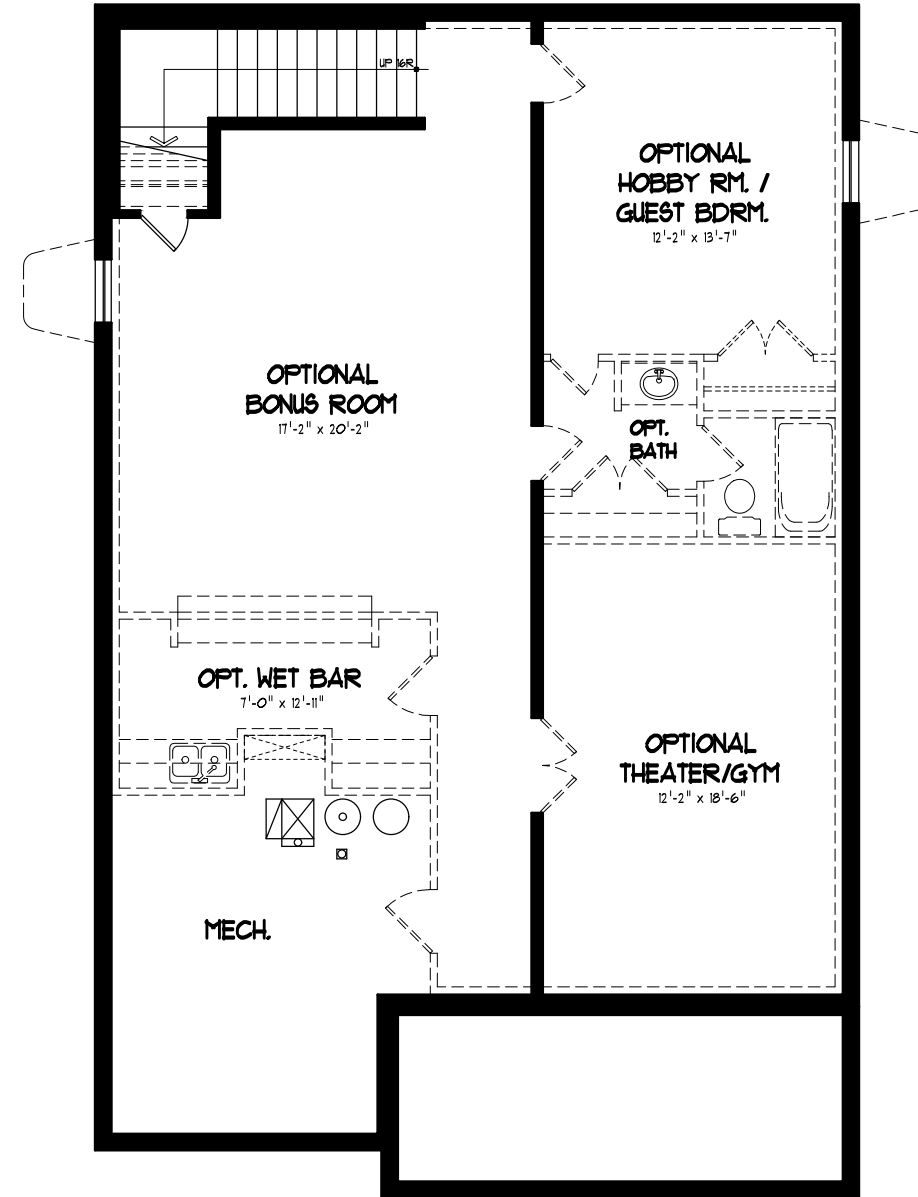 UP 16R
OPTIONAL
HOBBY RM. /
GUEST BDRM.
12'-2" x 13'-7"
OPTIONAL
BONUS ROOM
17'-2" x 20'-2"
OPT.
BATH
OPT. WET BAR
7'-0" x 12'-11"
OPTIONAL
THEATER/GYM
12'-2" x 18'-6"
MECH.